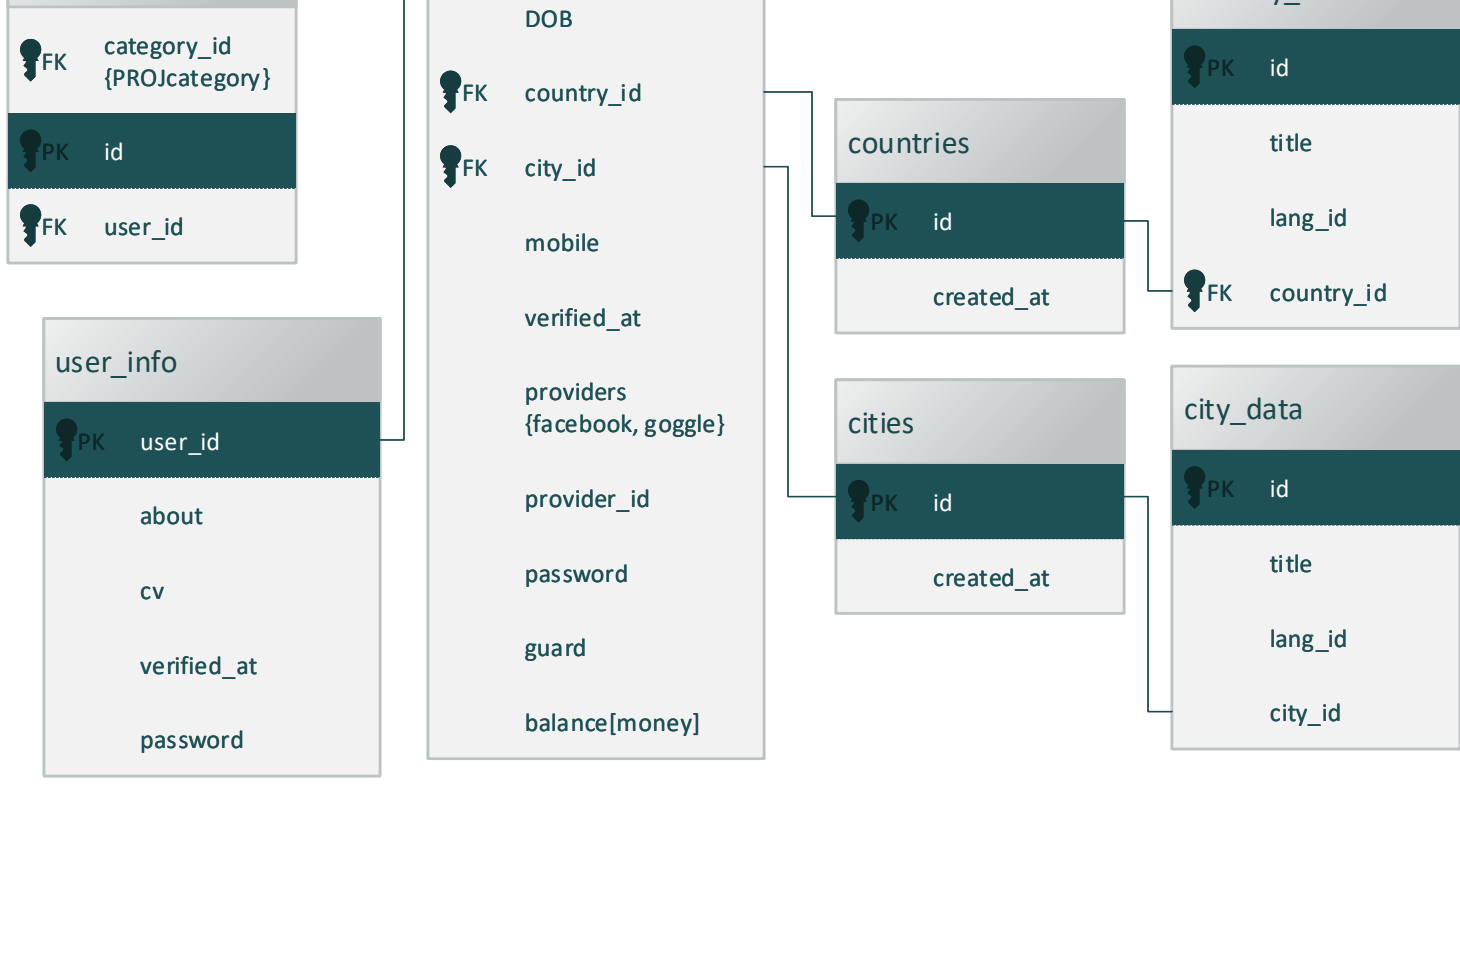 FK category_id
{PROJcategory}
PK id
FK user_id
user_info
PK user_id
about
cv
verified_at
password
DOB
FK country_id
FK city_id
mobile
verified_at
providers
{facebook, goggle}
provider_id
password
guard
balance[money]
countries
PK id
created_at
cities
PK id
created_at
PK id
title
lang_id
FK country_id
city_data
PK id
title
lang_id
city_id